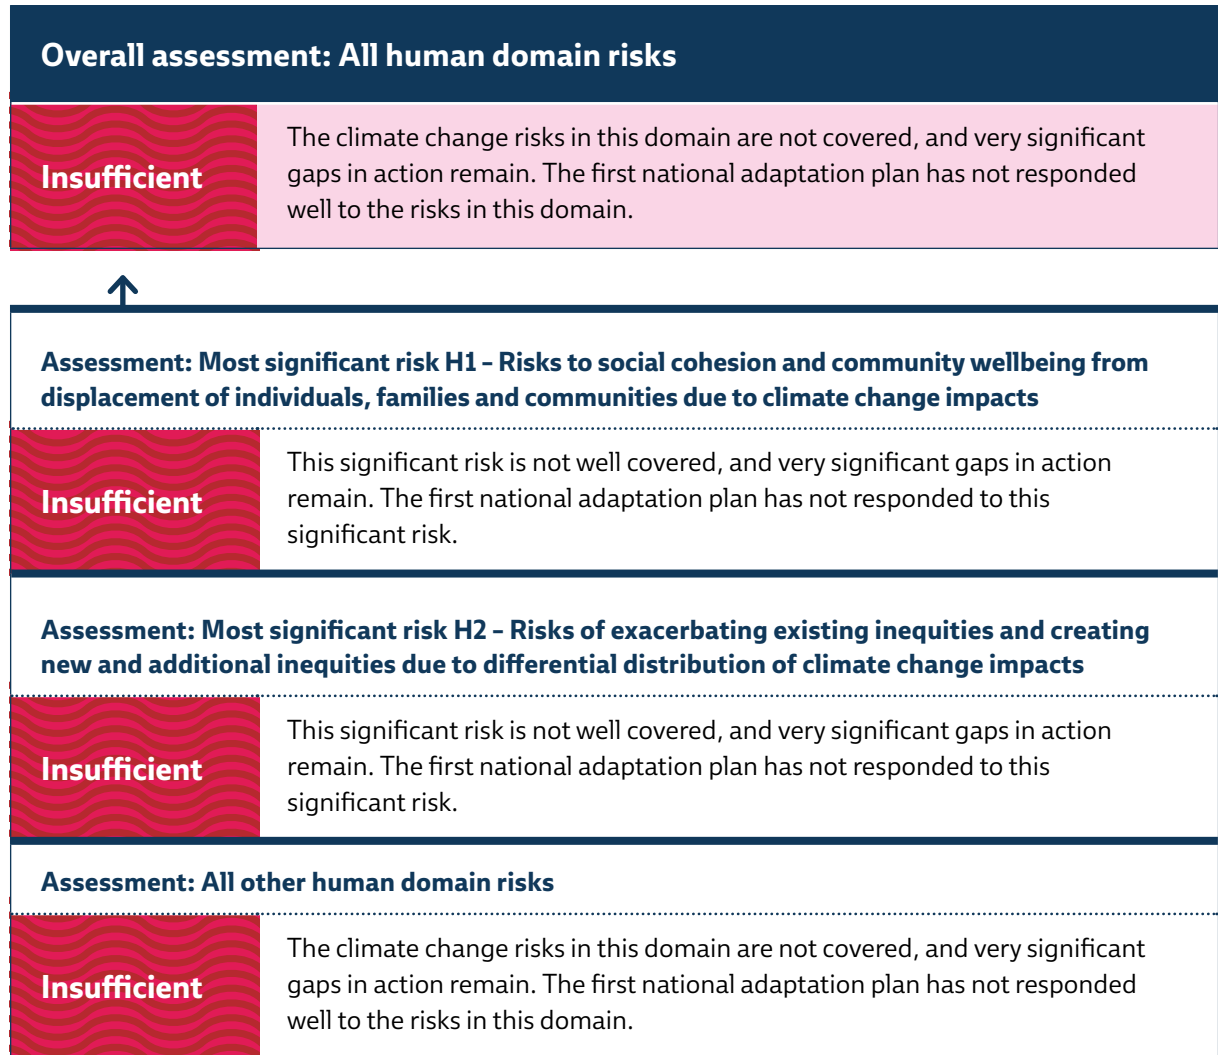 Overall assessment: All human domain risks
Insufficient
The climate change risks in this domain are not covered, and very significant
gaps in action remain. The first national adaptation plan has not responded
well to the risks in this domain.
Assessment: Most significant risk H1 – Risks to social cohesion and community wellbeing from
displacement of individuals, families and communities due to climate change impacts
Insufficient
This significant risk is not well covered, and very significant gaps in action
remain. The first national adaptation plan has not responded to this
significant risk.
Assessment: Most significant risk H2 – Risks of exacerbating existing inequities and creating
new and additional inequities due to differential distribution of climate change impacts
Insufficient
This significant risk is not well covered, and very significant gaps in action
remain. The first national adaptation plan has not responded to this
significant risk.
Assessment: All other human domain risks
Insufficient
The climate change risks in this domain are not covered, and very significant
gaps in action remain. The first national adaptation plan has not responded
well to the risks in this domain.